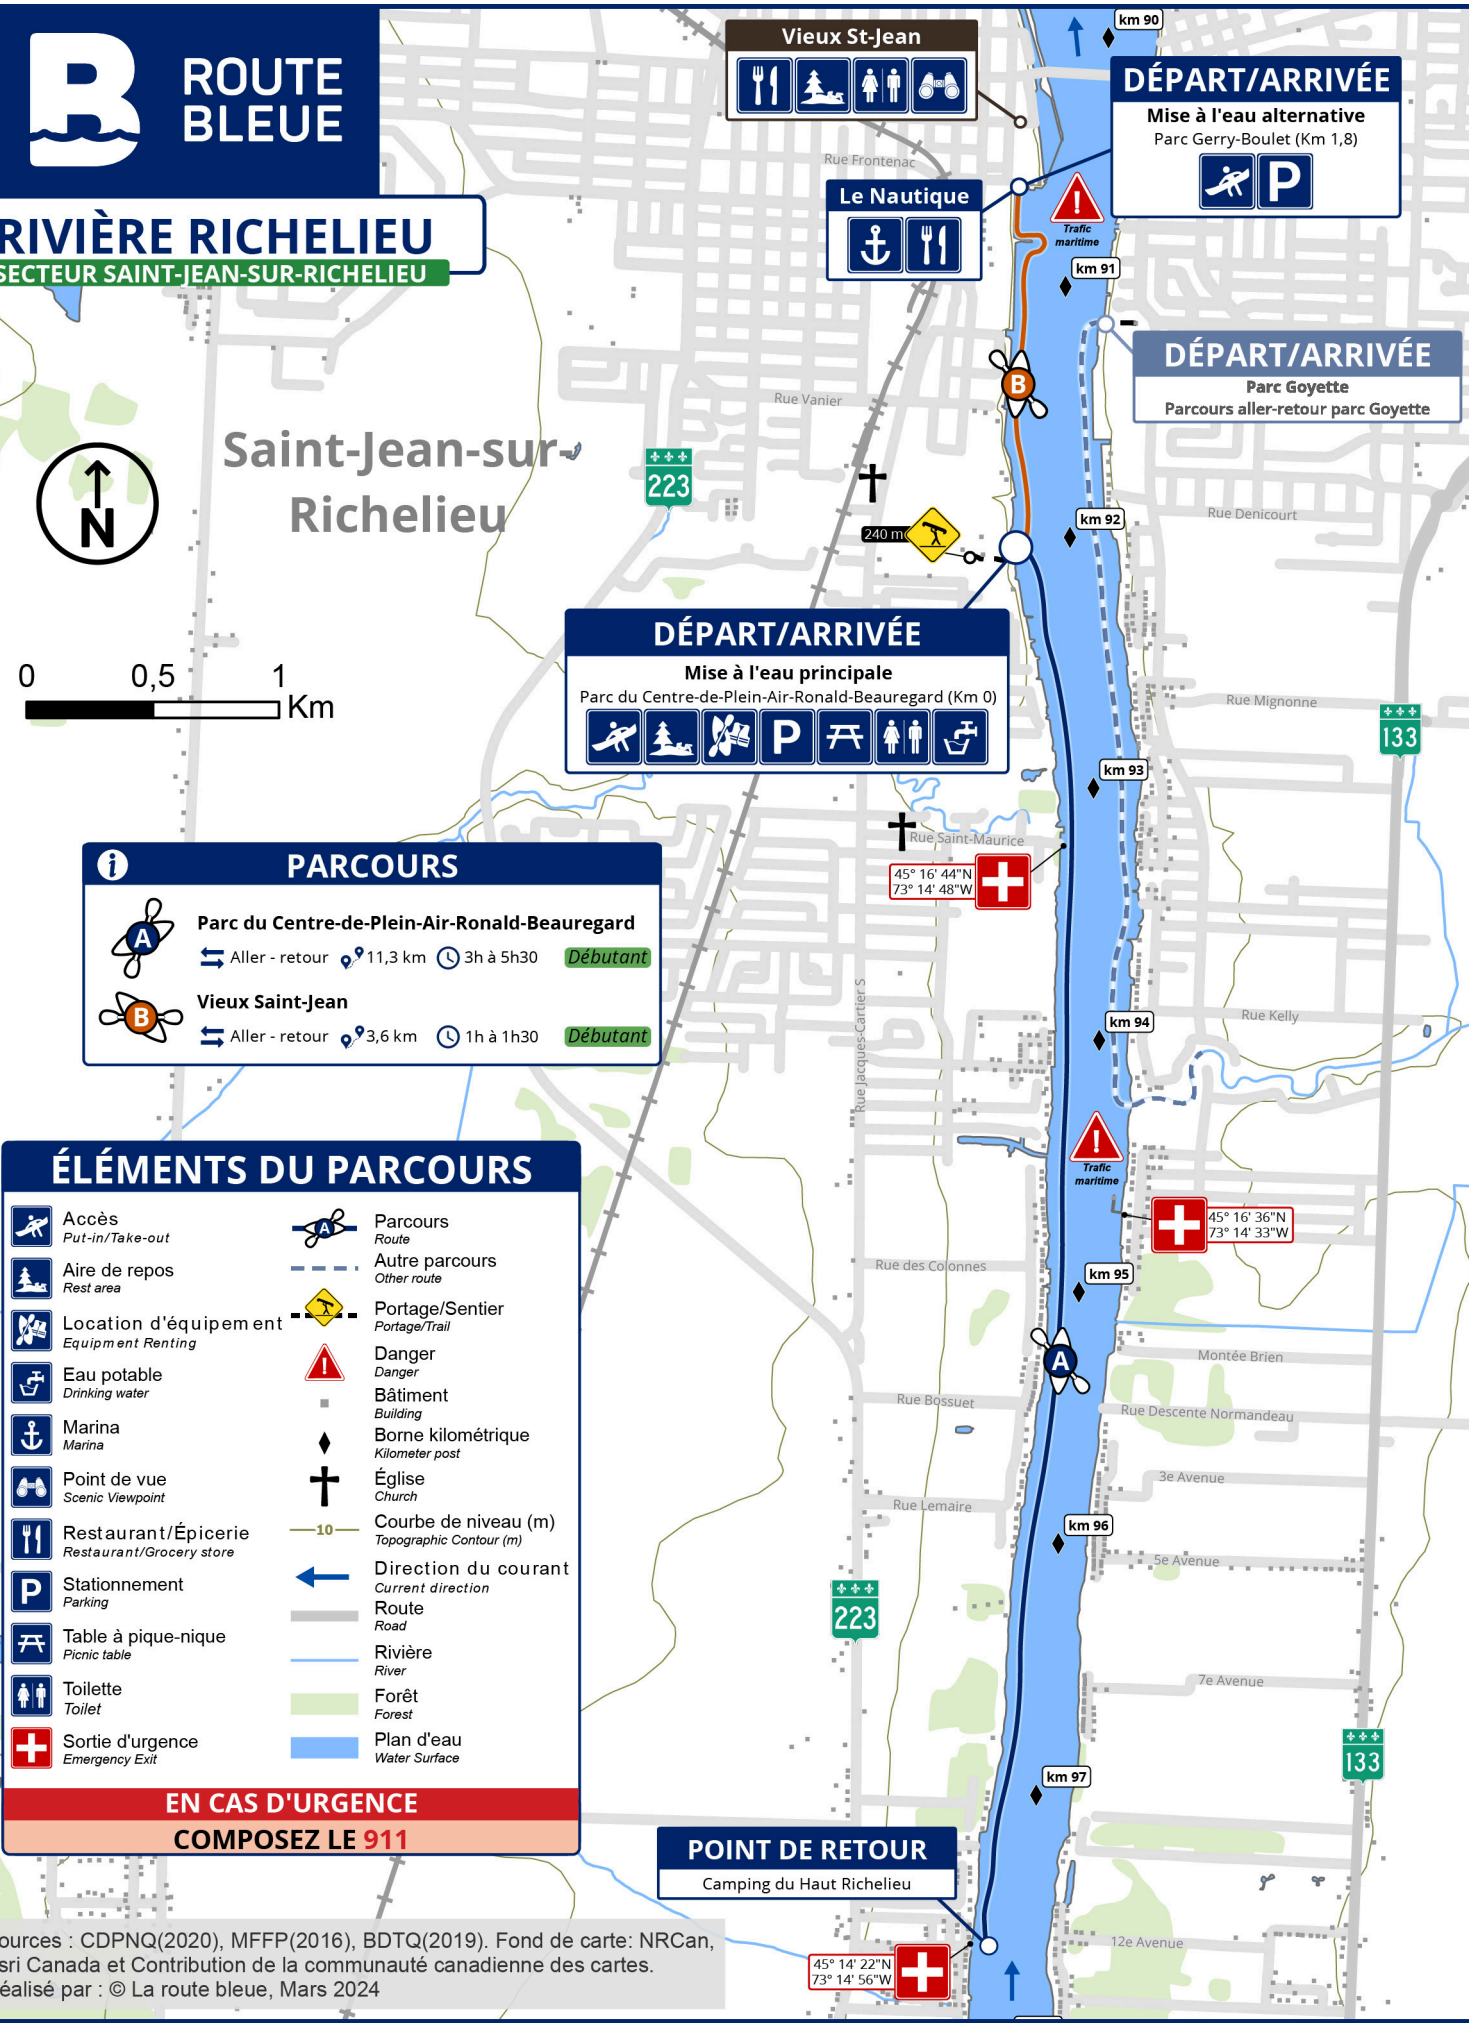 ROUTE
BLEUE
RIVIÈRE RICHELIEU
SECTEUR SAINT-JEAN-SUR-RICHELIEU
Vieux St-Jean
km 90
DÉPART/ARRIVÉE
Mise à l'eau alternative
Parc Gerry-Boulet (Km 1,8)
P
Rue Frontenac
Le Nautique
Trafic
maritime
km 91
DÉPART/ARRIVÉE
Parc Goyette
Parcours aller-retour parc Goyette
B
Rue Vanier
Saint-Jean-sur-
Richelieu
N
223
240 m
km 92
Rue Denicourt
DÉPART/ARRIVÉE
Mise à l'eau principale
Parc du Centre-de-Plein-Air-Ronald-Beauregard (Km 0)
P
0 0,5 1
Km
Rue Mignonne
133
km 93
Rue Saint-Maurice
45° 16' 44"N
73° 14' 48"W
i PARCOURS
A
Parc du Centre-de-Plein-Air-Ronald-Beauregard
Aller - retour 11,3 km 3h à 5h30 Débutant
B
Vieux Saint-Jean
Aller - retour 3,6 km 1h à 1h30 Débutant
Rue Jacques-Cartier S
km 94
Rue Kelly
Trafic
maritime
45° 16' 36"N
73° 14' 33"W
Rue des Colonnes
km 95
A
Montée Brien
Rue Bossuet
Rue Descente Normandeau
3e Avenue
Rue Lemaire
km 96
5e Avenue
223
7e Avenue
133
km 97
ÉLÉMENTS DU PARCOURS
Accès
Put-in/Take-out
Aire de repos
Rest area
Location d'équipement
Equipment Renting
Eau potable
Drinking water
Marina
Marina
Point de vue
Scenic Viewpoint
Restaurant/Épicerie
Restaurant/Grocery store
P
Stationnement
Parking
Table à pique-nique
Picnic table
Toilette
Toilet
Sortie d'urgence
Emergency Exit
A
Parcours
Route
Autre parcours
Other route
Portage/Sentier
Portage/Trail
Danger
Danger
Bâtiment
Building
Borne kilométrique
Kilometer post
Église
Church
10
Courbe de niveau (m)
Topographic Contour (m)
Direction du courant
Current direction
Route
Road
Rivière
River
Forêt
Forest
Plan d'eau
Water Surface
EN CAS D'URGENCE
COMPOSEZ LE 911
POINT DE RETOUR
Camping du Haut Richelieu
12e Avenue
45° 14' 22"N
73° 14' 56"W
ources : CDPNQ(2020), MFFP(2016), BDTQ(2019). Fond de carte: NRCan,
sri Canada et Contribution de la communauté canadienne des cartes.
éalisé par : © La route bleue, Mars 2024